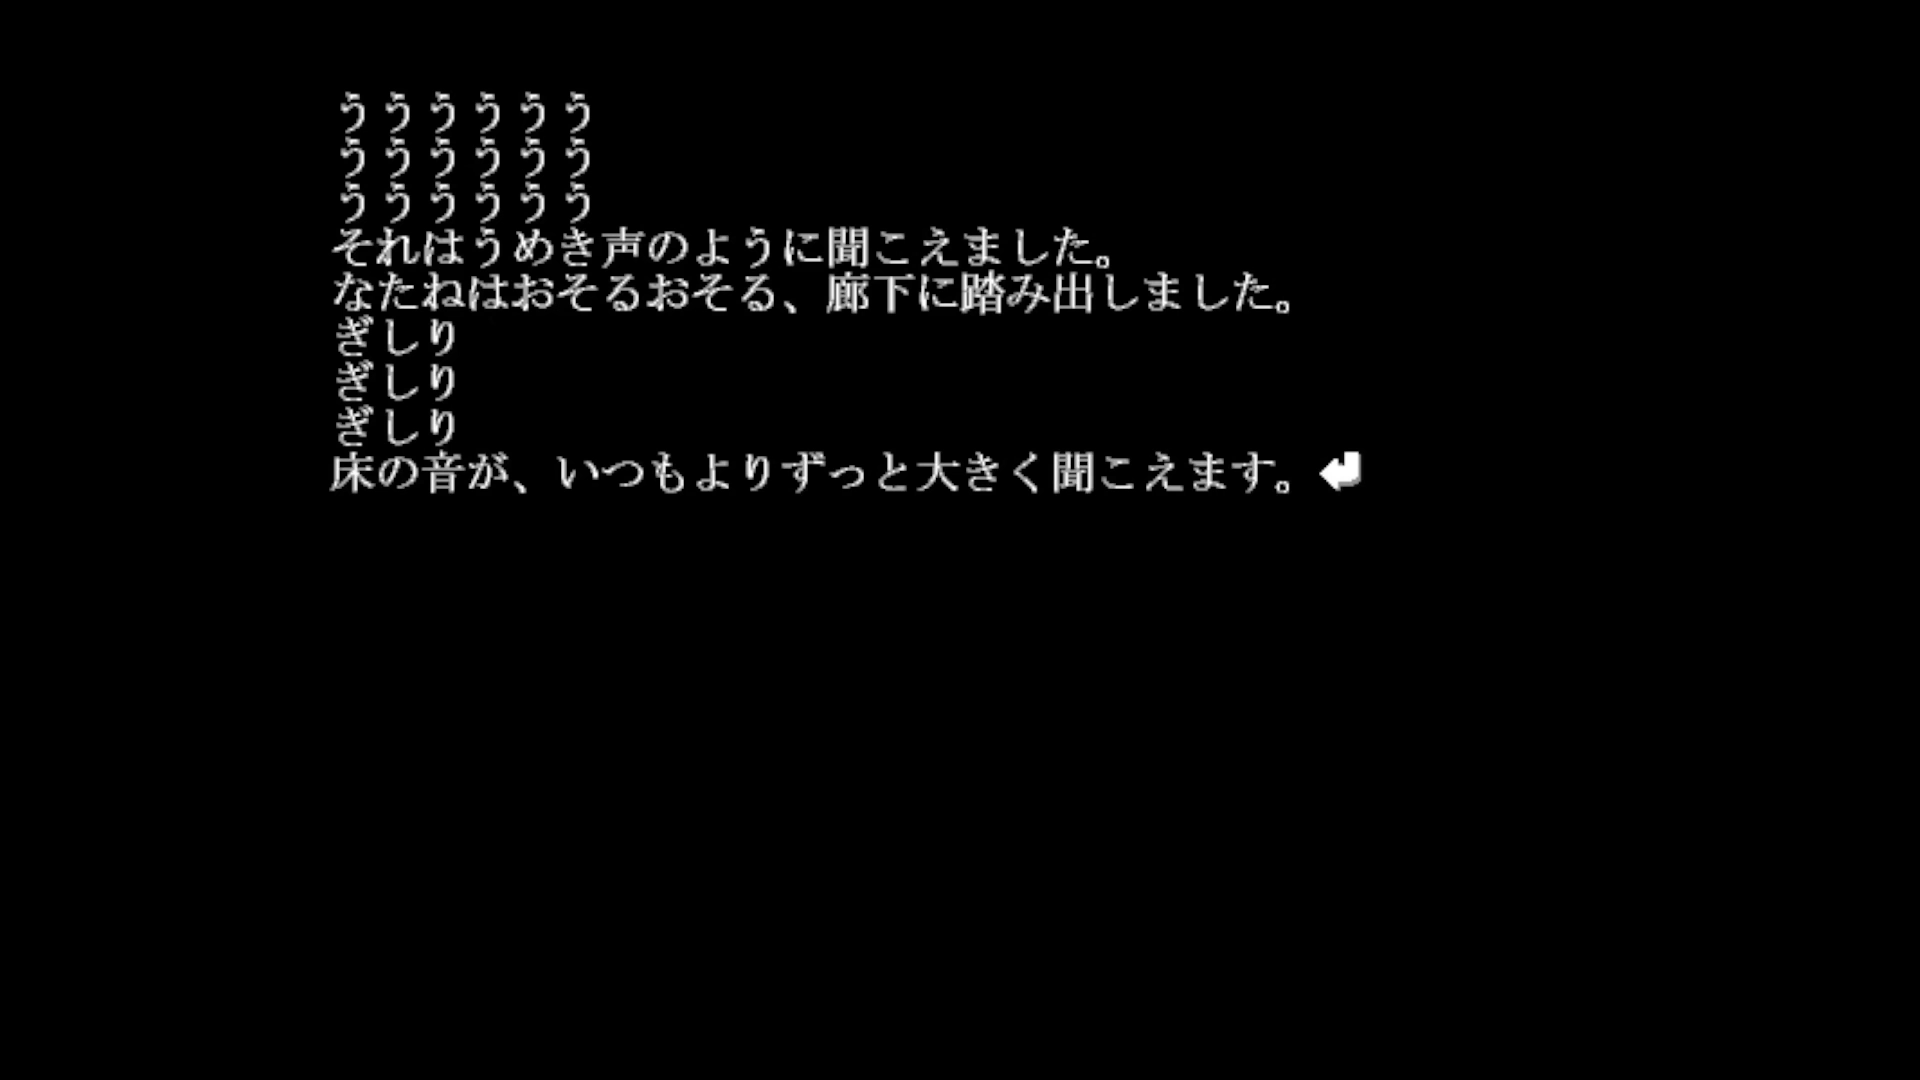 うううううう
うううううう
うううううう
それはうめき声のように聞こえました。
なたねはおそるおそる、廊下に踏み出しました。
ぎしり
ぎしり
ぎしり
床の音が、いつもよりずっと大きく聞こえます。